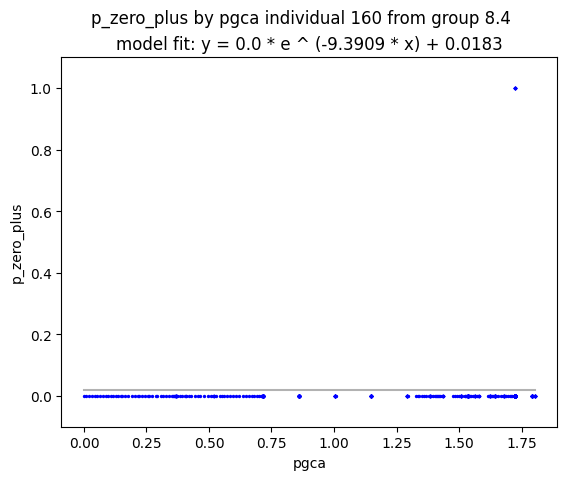 p_zero_plus by pgca individual 160 from group 8.4
model fit: y = 0.0 * e ^ (-9.3909 * x) + 0.0183
1.0
0.8
0.6
0.4
0.2
0.0
p_zero_plus
0.00 0.25 0.50 0.75 1.00 1.25 1.50 1.75
pgca